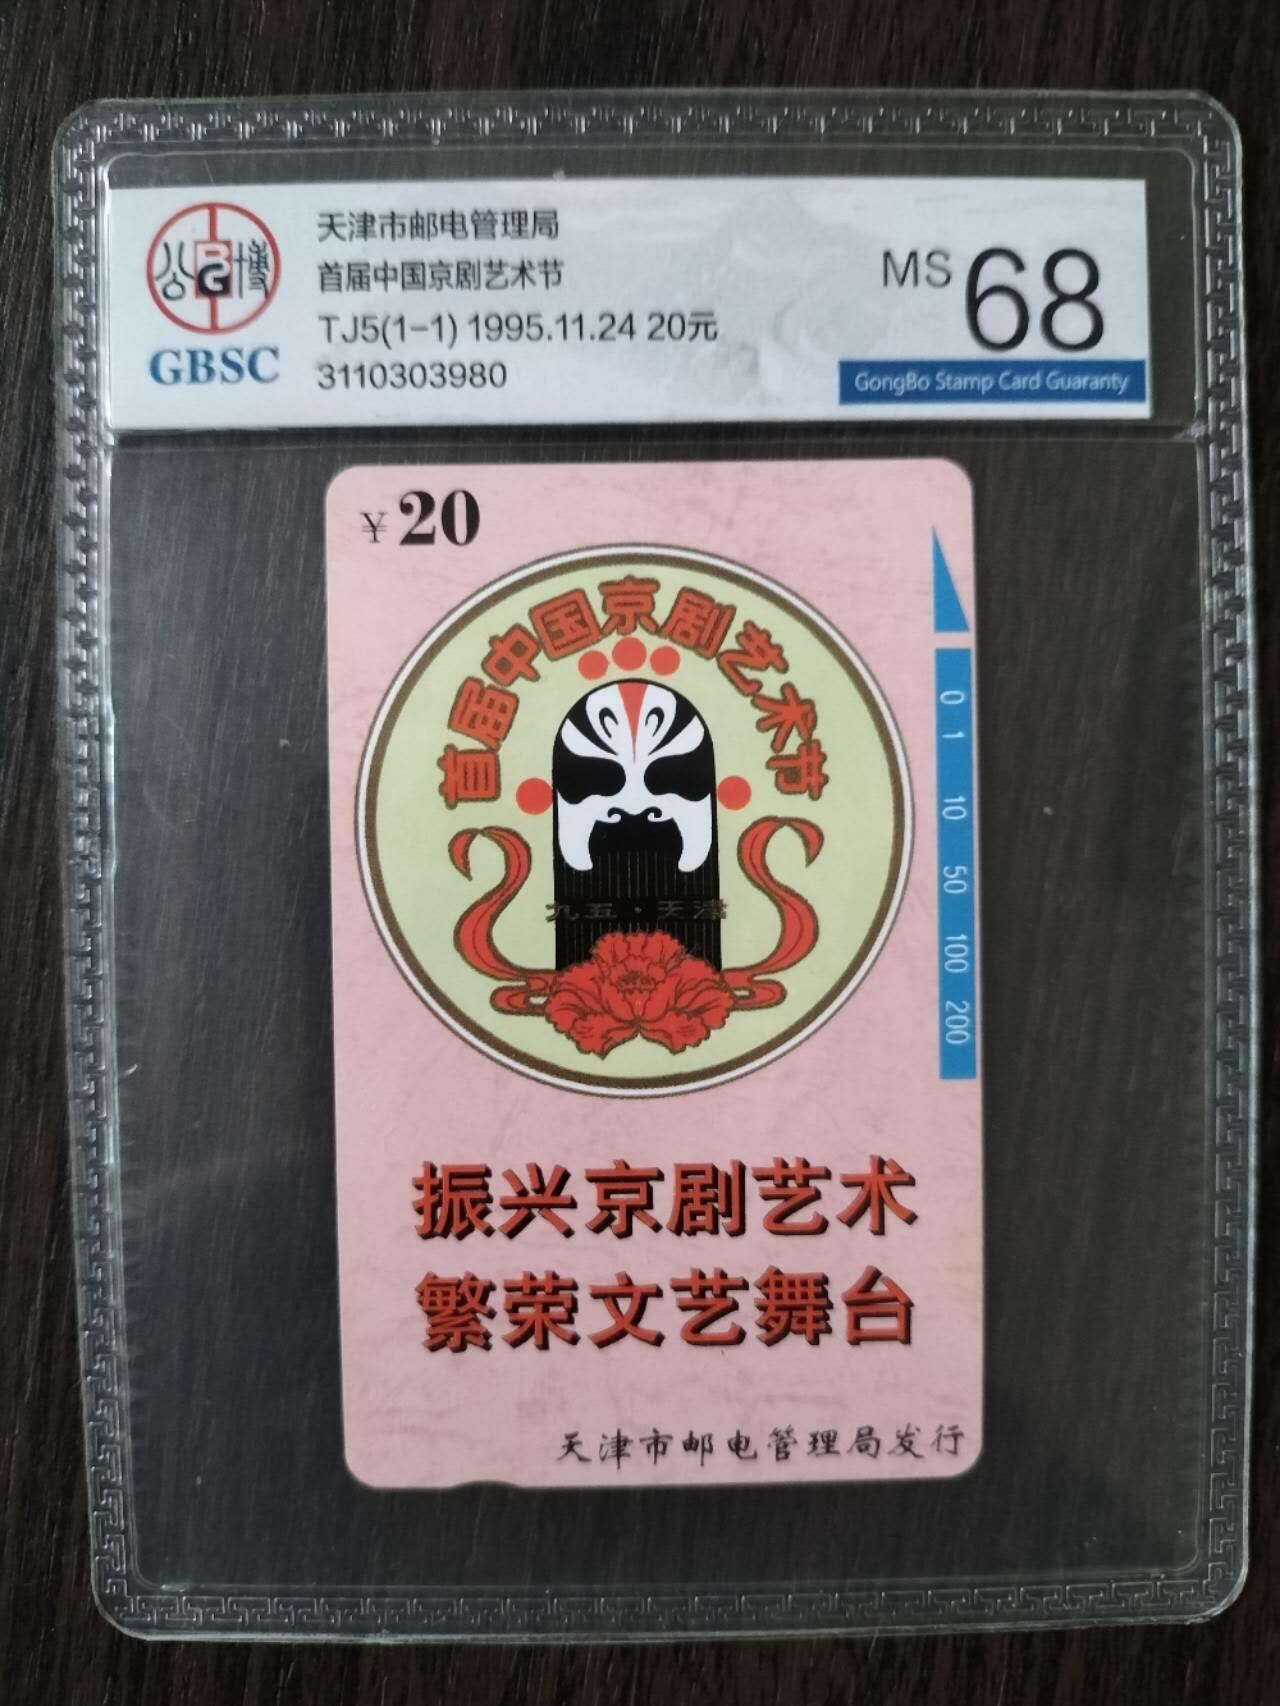 公博
BG
GBSC
天津市邮电管理局
首届中国京剧艺术节
TJ5(1-1) 1995.11.24 20元
3110303980
MS 68
GongBo Stamp Card Guaranty
¥20
首届中国京剧艺术节
九五·天津
0 1 10 50 100 200
振兴京剧艺术
繁荣文艺舞台
天津市邮电管理局发行